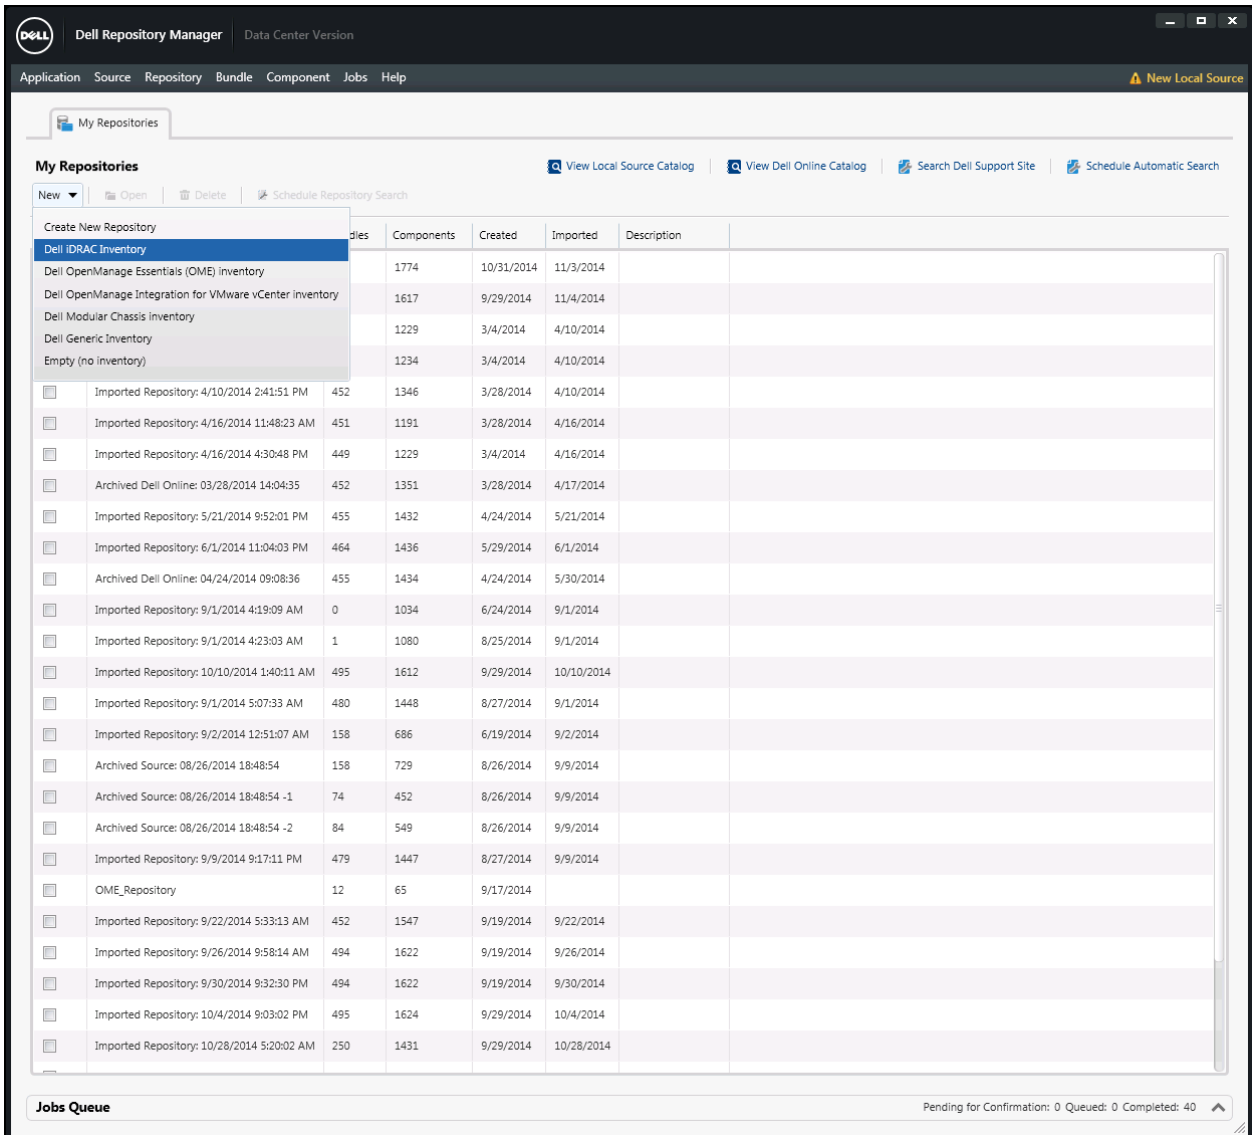 DELL Dell Repository Manager Data Center Version
Application Source Repository Bundle Component Jobs Help New Local Source
My Repositories
My Repositories View Local Source Catalog View Dell Online Catalog Search Dell Support Site Schedule Automatic Search
New Open Delete Schedule Repository Search
Create New Repository
Dell iDRAC Inventory
Dell OpenManage Essentials (OME) inventory
Dell OpenManage Integration for VMware vCenter inventory
Dell Modular Chassis inventory
Dell Generic Inventory
Empty (no inventory)
dles Components Created Imported Description
1774 10/31/2014 11/3/2014
1617 9/29/2014 11/4/2014
1229 3/4/2014 4/10/2014
1234 3/4/2014 4/10/2014
Imported Repository: 4/10/2014 2:41:51 PM 452 1346 3/28/2014 4/10/2014
Imported Repository: 4/16/2014 11:48:23 AM 451 1191 3/28/2014 4/16/2014
Imported Repository: 4/16/2014 4:30:48 PM 449 1229 3/4/2014 4/16/2014
Archived Dell Online: 03/28/2014 14:04:35 452 1351 3/28/2014 4/17/2014
Imported Repository: 5/21/2014 9:52:01 PM 455 1432 4/24/2014 5/21/2014
Imported Repository: 6/1/2014 11:04:03 PM 464 1436 5/29/2014 6/1/2014
Archived Dell Online: 04/24/2014 09:08:36 455 1434 4/24/2014 5/30/2014
Imported Repository: 9/1/2014 4:19:09 AM 0 1034 6/24/2014 9/1/2014
Imported Repository: 9/1/2014 4:23:03 AM 1 1080 8/25/2014 9/1/2014
Imported Repository: 10/10/2014 1:40:11 AM 495 1612 9/29/2014 10/10/2014
Imported Repository: 9/1/2014 5:07:33 AM 480 1448 8/27/2014 9/1/2014
Imported Repository: 9/2/2014 12:51:07 AM 158 686 6/19/2014 9/2/2014
Archived Source: 08/26/2014 18:48:54 158 729 8/26/2014 9/9/2014
Archived Source: 08/26/2014 18:48:54 -1 74 452 8/26/2014 9/9/2014
Archived Source: 08/26/2014 18:48:54 -2 84 549 8/26/2014 9/9/2014
Imported Repository: 9/9/2014 9:17:11 PM 479 1447 8/27/2014 9/9/2014
OME_Repository 12 65 9/17/2014
Imported Repository: 9/22/2014 5:33:13 AM 452 1547 9/19/2014 9/22/2014
Imported Repository: 9/26/2014 9:58:14 AM 494 1622 9/19/2014 9/26/2014
Imported Repository: 9/30/2014 9:32:30 PM 494 1622 9/19/2014 9/30/2014
Imported Repository: 10/4/2014 9:03:02 PM 495 1624 9/29/2014 10/4/2014
Imported Repository: 10/28/2014 5:20:02 AM 250 1431 9/29/2014 10/28/2014
Jobs Queue Pending for Confirmation: 0 Queued: 0 Completed: 40